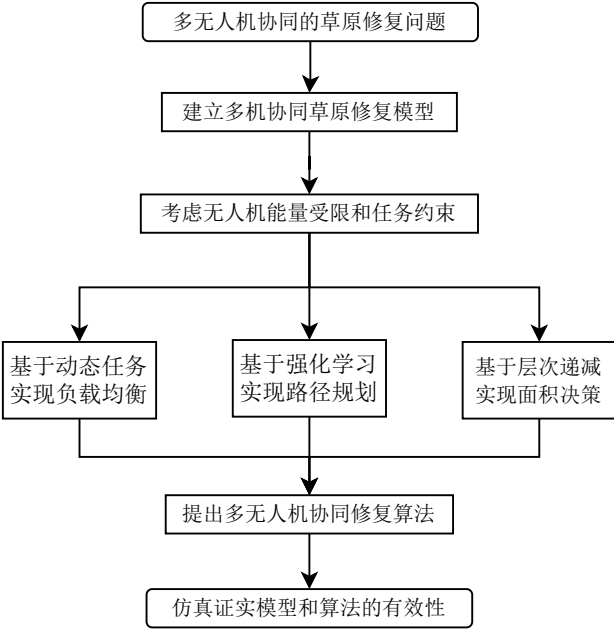 多无人机协同的草原修复问题
建立多机协同草原修复模型
考虑无人机能量受限和任务约束
基于动态任务
实现负载均衡
基于强化学习
实现路径规划
基于层次递减
实现面积决策
提出多无人机协同修复算法
仿真证实模型和算法的有效性